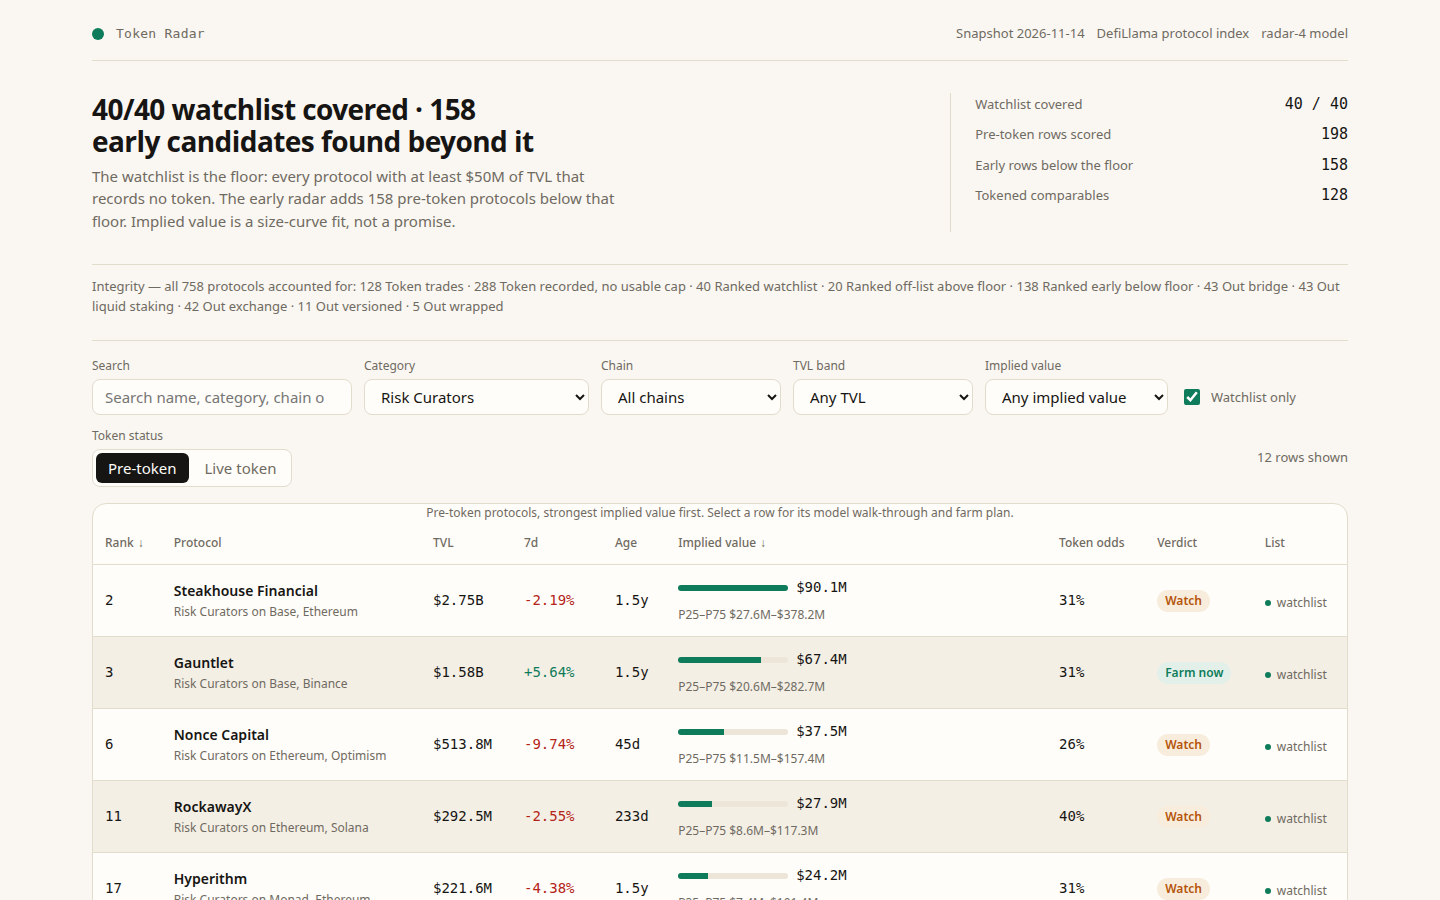 Token Radar
Snapshot 2026-11-14 DefiLlama protocol index radar-4 model
40/40 watchlist covered · 158
early candidates found beyond it
The watchlist is the floor: every protocol with at least $50M of TVL that
records no token. The early radar adds 158 pre-token protocols below that
floor. Implied value is a size-curve fit, not a promise.
Watchlist covered 40 / 40
Pre-token rows scored 198
Early rows below the floor 158
Tokened comparables 128
Integrity — all 758 protocols accounted for: 128 Token trades · 288 Token recorded, no usable cap · 40 Ranked watchlist · 20 Ranked off-list above floor · 138 Ranked early below floor · 43 Out bridge · 43 Out
liquid staking · 42 Out exchange · 11 Out versioned · 5 Out wrapped
Search Category Chain TVL band Implied value
Search name, category, chain o Risk Curators All chains Any TVL Any implied value Watchlist only
Token status
Pre-token Live token
12 rows shown
Pre-token protocols, strongest implied value first. Select a row for its model walk-through and farm plan.
Rank ↓ Protocol TVL 7d Age Implied value ↓ Token odds Verdict List
2 Steakhouse Financial $2.75B -2.19% 1.5y $90.1M 31% Watch watchlist
Risk Curators on Base, Ethereum P25–P75 $27.6M–$378.2M
3 Gauntlet $1.58B +5.64% 1.5y $67.4M 31% Farm now watchlist
Risk Curators on Base, Binance P25–P75 $20.6M–$282.7M
6 Nonce Capital $513.8M -9.74% 45d $37.5M 26% Watch watchlist
Risk Curators on Ethereum, Optimism P25–P75 $11.5M–$157.4M
11 RockawayX $292.5M -2.55% 233d $27.9M 40% Watch watchlist
Risk Curators on Ethereum, Solana P25–P75 $8.6M–$117.3M
17 Hyperithm $221.6M -4.38% 1.5y $24.2M 31% Watch watchlist
Risk Curators on Monad, Ethereum